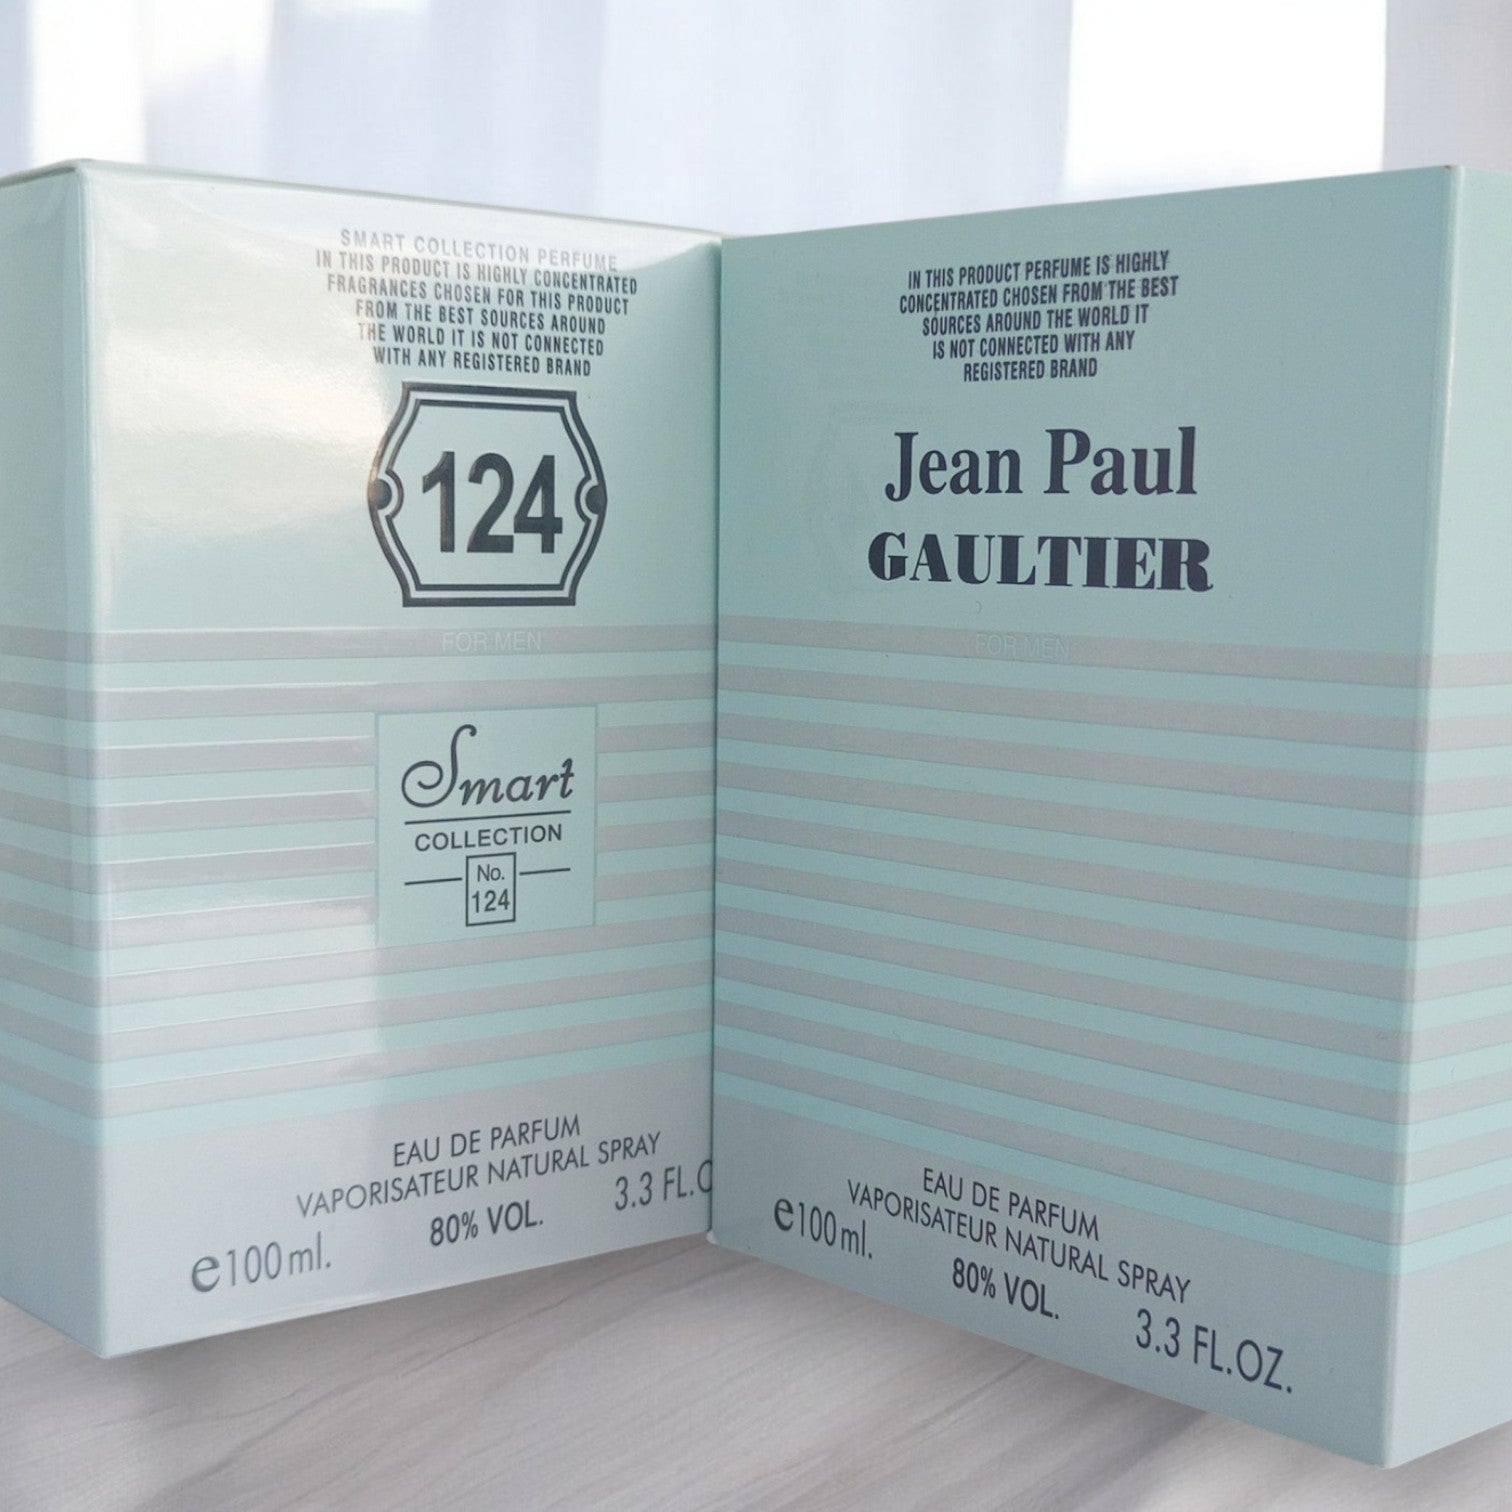 SMART COLLECTION PERFUME
IN THIS PRODUCT IS HIGHLY CONCENTRATED
FRAGRANCES CHOSEN FOR THIS PRODUCT
FROM THE BEST SOURCES AROUND
THE WORLD IT IS NOT CONNECTED
WITH ANY REGISTERED BRAND
124
FOR MEN
Smart
COLLECTION
No.
124
EAU DE PARFUM
VAPORISATEUR NATURAL SPRAY
e100ml. 80% VOL. 3.3 FL.O
IN THIS PRODUCT PERFUME IS HIGHLY
CONCENTRATED CHOSEN FROM THE BEST
SOURCES AROUND THE WORLD IT
IS NOT CONNECTED WITH ANY
REGISTERED BRAND
Jean Paul
GAULTIER
FOR MEN
EAU DE PARFUM
VAPORISATEUR NATURAL SPRAY
e100ml. 80% VOL. 3.3 FL.OZ.